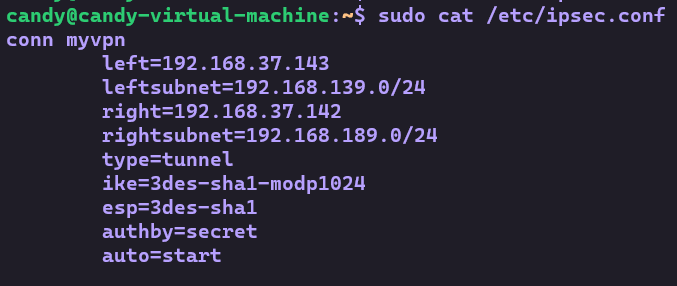 candy@candy-virtual-machine:~$ sudo cat /etc/ipsec.conf
conn myvpn
        left=192.168.37.143
        leftsubnet=192.168.139.0/24
        right=192.168.37.142
        rightsubnet=192.168.189.0/24
        type=tunnel
        ike=3des-sha1-modp1024
        esp=3des-sha1
        authby=secret
        auto=start